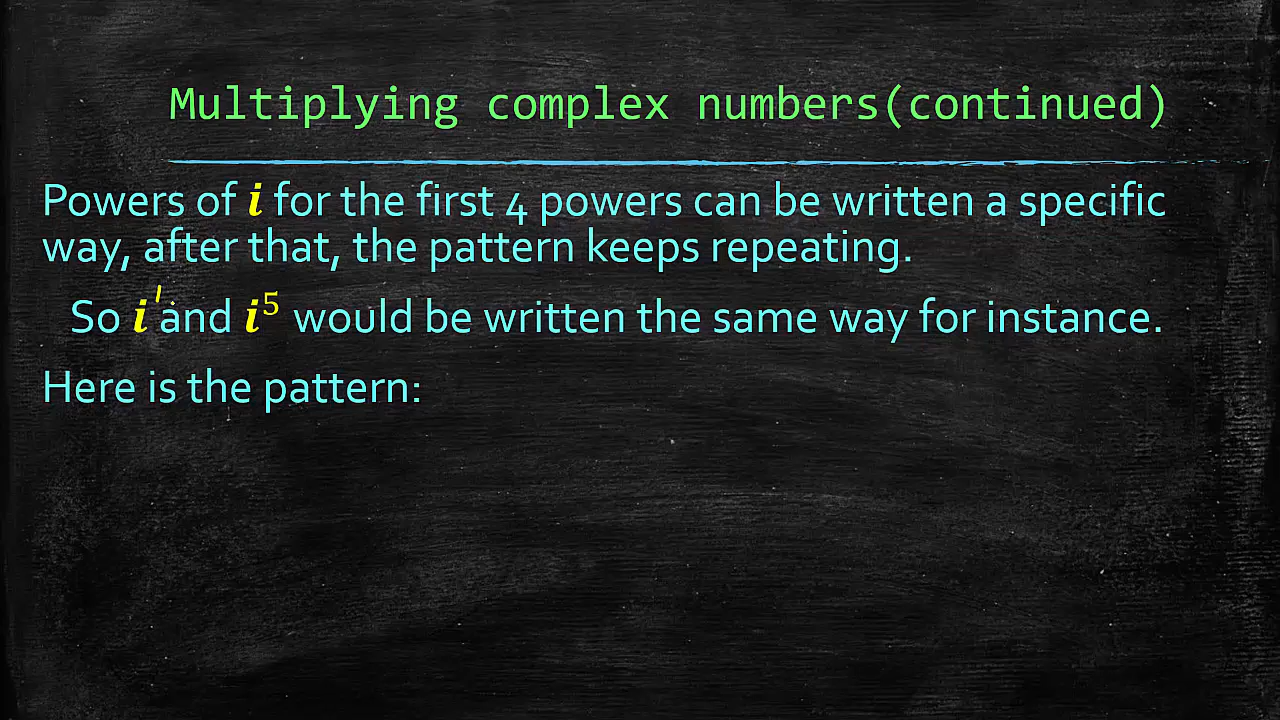 Multiplying complex numbers(continued)
Powers of i for the first 4 powers can be written a specific
way, after that, the pattern keeps repeating.
So i¹ and i⁵ would be written the same way for instance.
Here is the pattern: